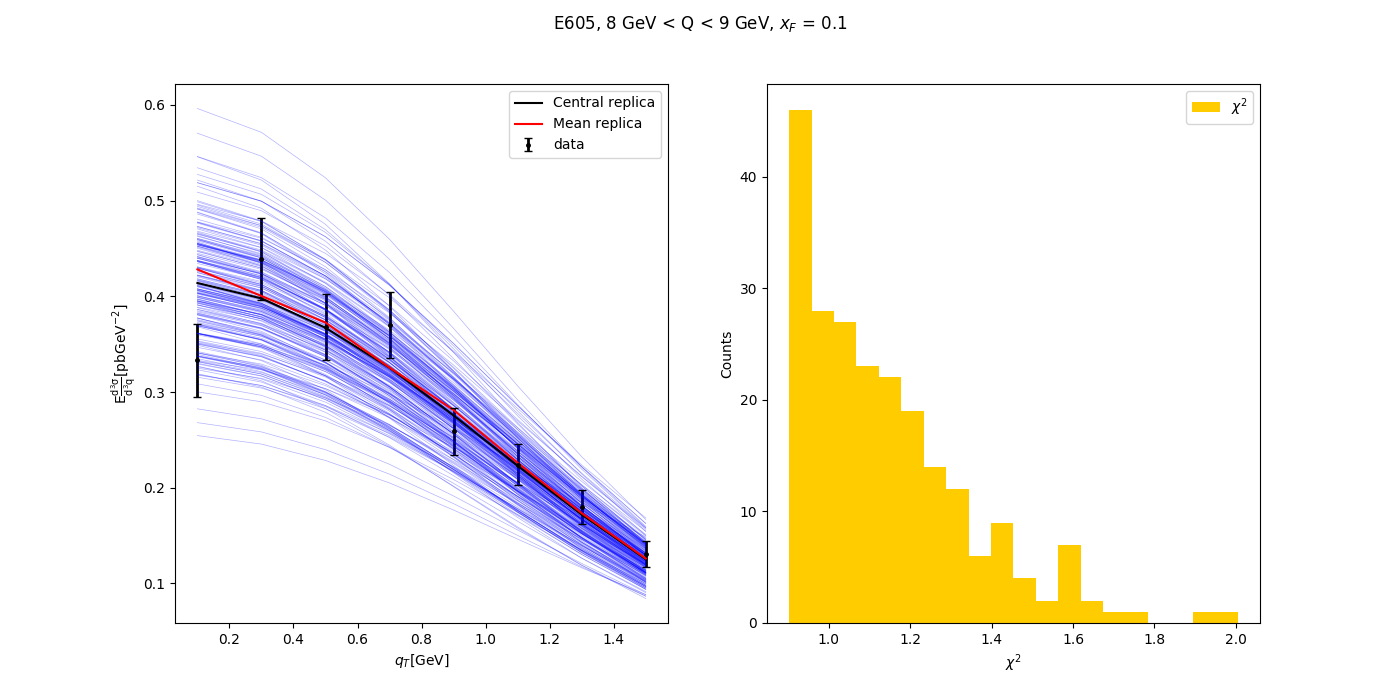 E605, 8 GeV < Q < 9 GeV, x_F = 0.1
0.6
0.5
0.4
0.3
0.2
0.1
E d³σ/d³q [pbGeV⁻²]
0.2 0.4 0.6 0.8 1.0 1.2 1.4
q_T[GeV]
Central replica
Mean replica
data
40
30
20
10
0
Counts
1.0 1.2 1.4 1.6 1.8 2.0
χ²
χ²